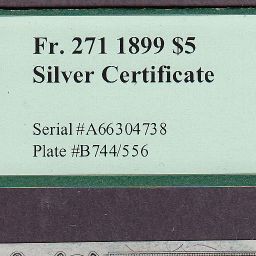 Fr. 271 1899 $5
Silver Certificate
Serial #A66304738
Plate #B744/556